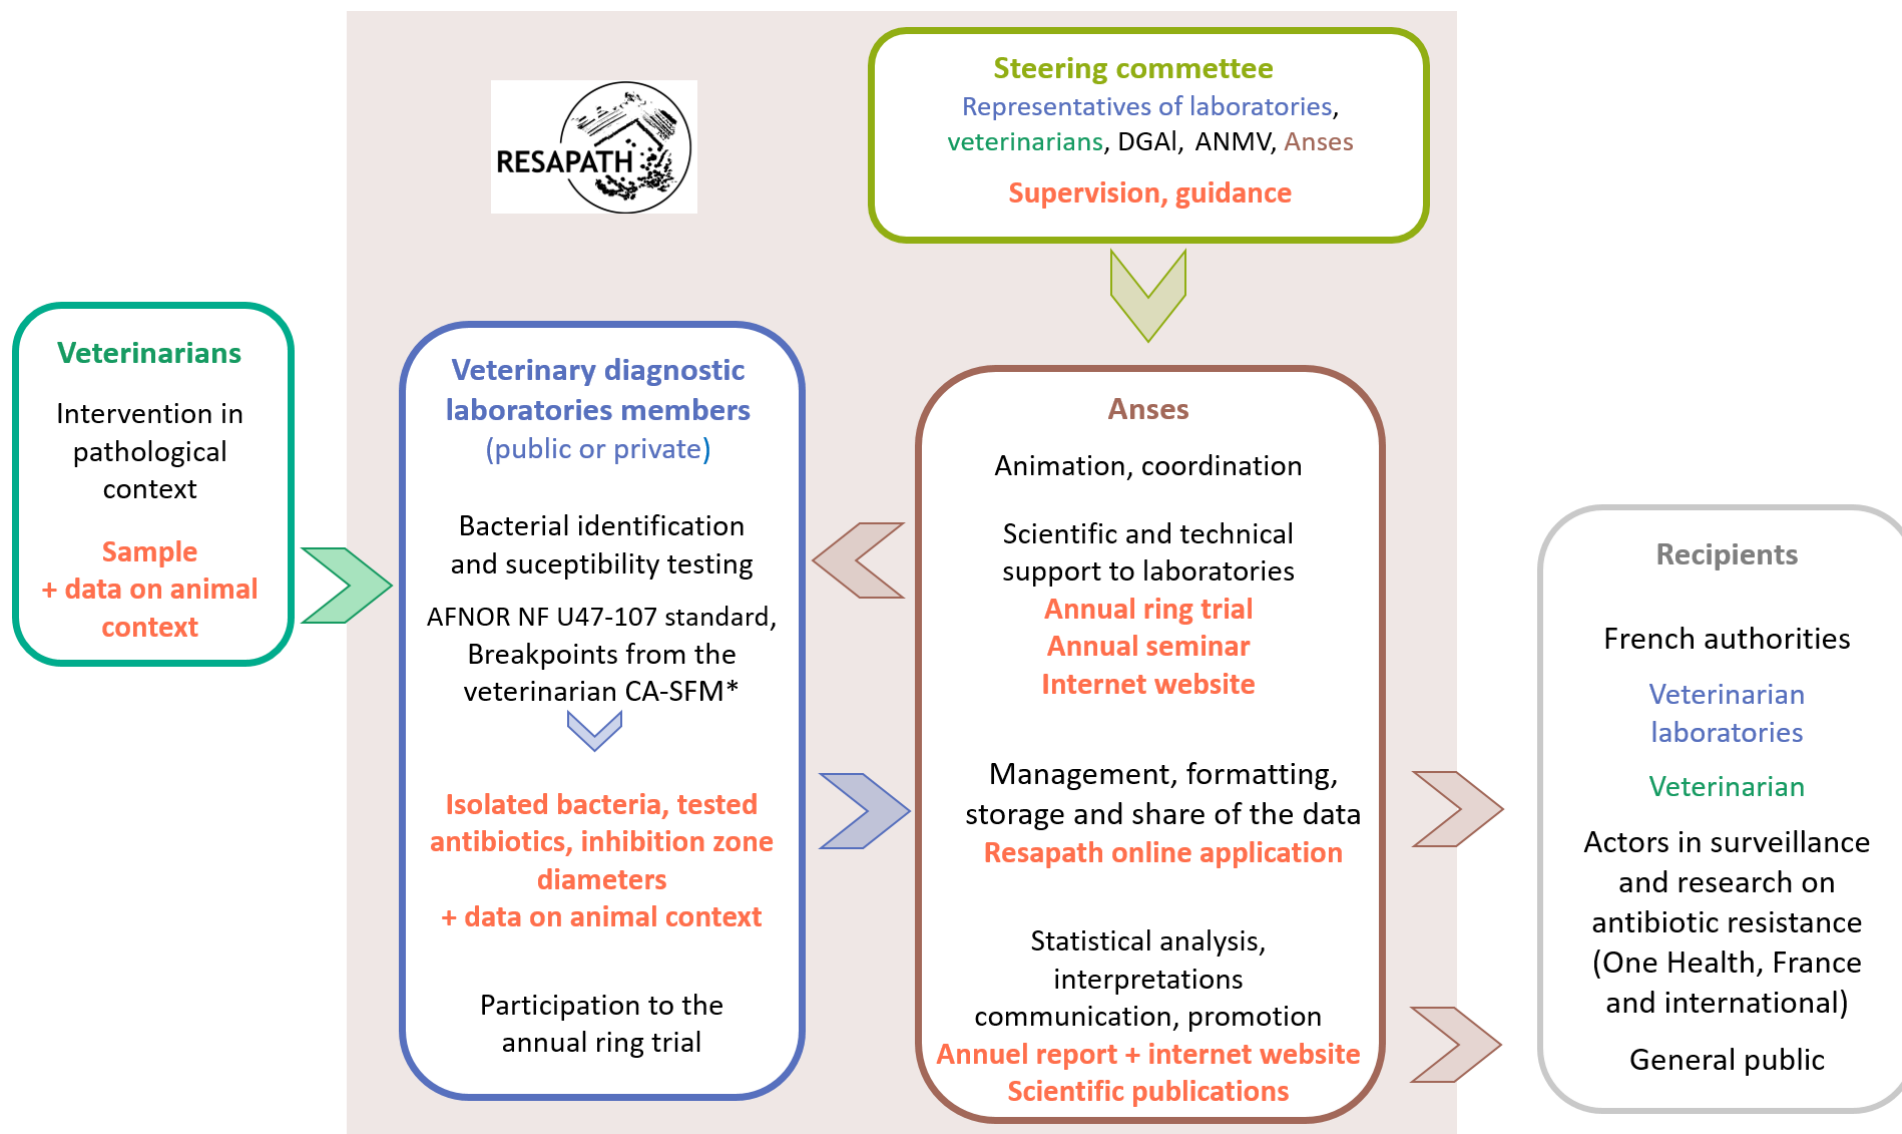 RESAPATH
Steering commettee
Representatives of laboratories,
veterinarians, DGAl, ANMV, Anses
Supervision, guidance
Veterinarians
Intervention in
pathological
context
Sample
+ data on animal
context
Veterinary diagnostic
laboratories members
(public or private)
Bacterial identification
and suceptibility testing
AFNOR NF U47-107 standard,
Breakpoints from the
veterinarian CA-SFM*
Isolated bacteria, tested
antibiotics, inhibition zone
diameters
+ data on animal context
Participation to the
annual ring trial
Anses
Animation, coordination
Scientific and technical
support to laboratories
Annual ring trial
Annual seminar
Internet website
Management, formatting,
storage and share of the data
Resapath online application
Statistical analysis,
interpretations
communication, promotion
Annuel report + internet website
Scientific publications
Recipients
French authorities
Veterinarian
laboratories
Veterinarian
Actors in surveillance
and research on
antibiotic resistance
(One Health, France
and international)
General public